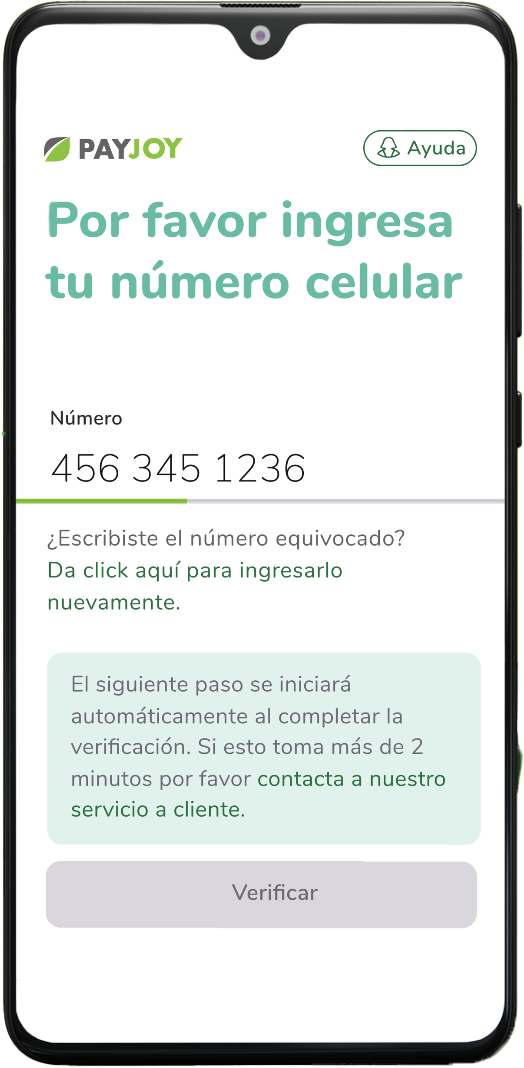 PAYJOY
Ayuda
Por favor ingresa
tu número celular
Número
456 345 1236
¿Escribiste el número equivocado?
Da click aquí para ingresarlo
nuevamente.
El siguiente paso se iniciará
automáticamente al completar la
verificación. Si esto toma más de 2
minutos por favor contacta a nuestro
servicio a cliente.
Verificar